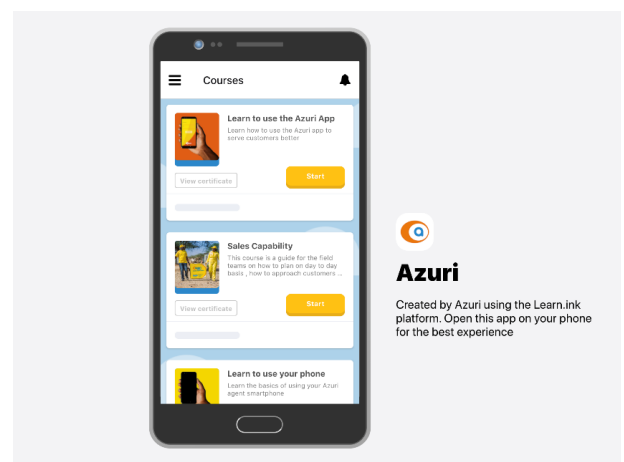 Courses
Learn to use the Azuri App
Learn how to use the Azuri app to
serve customers better
View certificate
Start
Sales Capability
This course is a guide for the field
teams on how to plan on day to day
basis , how to approach customers ...
View certificate
Start
Learn to use your phone
Learn the basics of using your Azuri
agent smartphone
a
Azuri
Created by Azuri using the Learn.ink
platform. Open this app on your phone
for the best experience